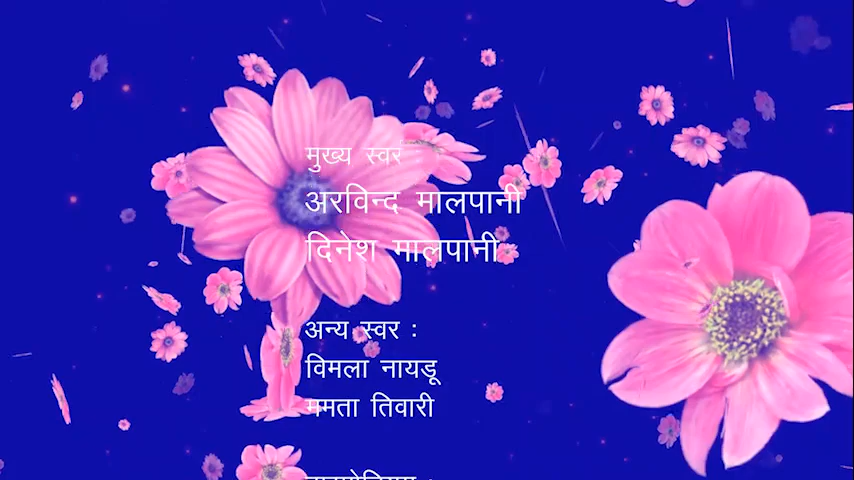 मुख्य स्वर
अरविन्द मालपानी
दिनेश मालपानी
अन्य स्वर :
विमला नायडू
ममता तिवारी